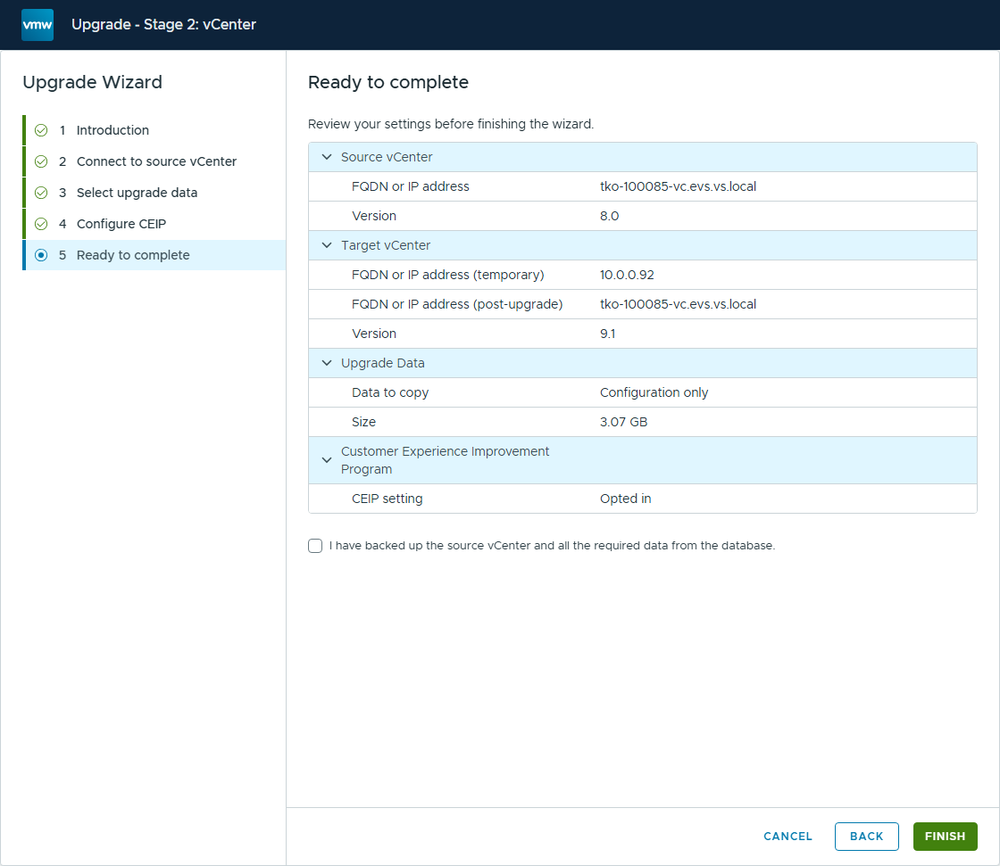 vmw Upgrade - Stage 2: vCenter
Upgrade Wizard
1 Introduction
2 Connect to source vCenter
3 Select upgrade data
4 Configure CEIP
5 Ready to complete
Ready to complete
Review your settings before finishing the wizard.
Source vCenter
FQDN or IP address tko-100085-vc.evs.vs.local
Version 8.0
Target vCenter
FQDN or IP address (temporary) 10.0.0.92
FQDN or IP address (post-upgrade) tko-100085-vc.evs.vs.local
Version 9.1
Upgrade Data
Data to copy Configuration only
Size 3.07 GB
Customer Experience Improvement
Program
CEIP setting Opted in
I have backed up the source vCenter and all the required data from the database.
CANCEL BACK FINISH